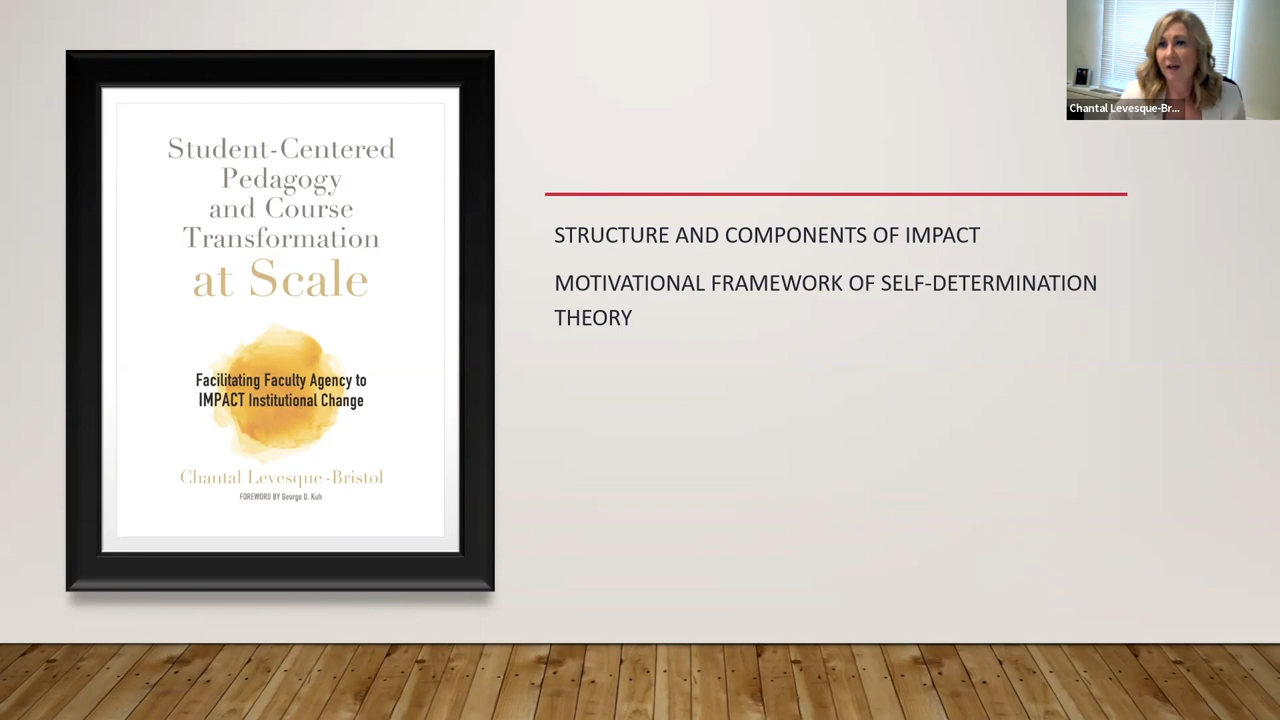 Student-Centered
Pedagogy
and Course
Transformation
at Scale
Facilitating Faculty Agency to
IMPACT Institutional Change
Chantal Levesque-Bristol
FOREWORD BY George D. Kuh
STRUCTURE AND COMPONENTS OF IMPACT
MOTIVATIONAL FRAMEWORK OF SELF-DETERMINATION
THEORY
Chantal Levesque-Br...